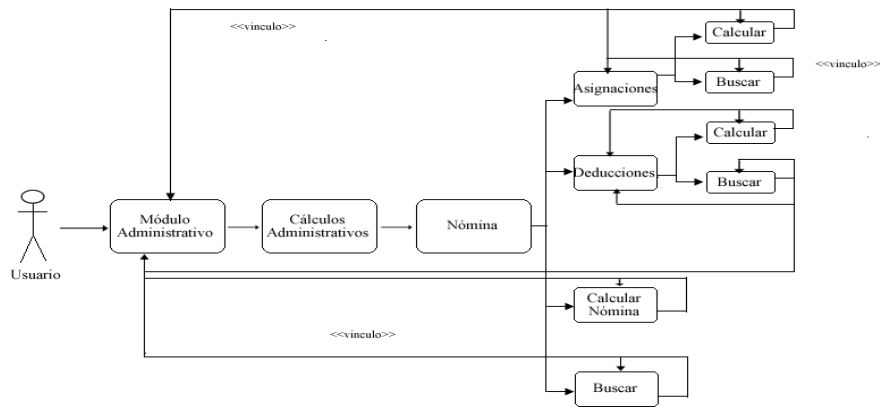 <<vinculo>>
Calcular
<<vinculo>>
Asignaciones
Buscar
Calcular
Deducciones
Buscar
Módulo
Administrativo
Cálculos
Administrativos
Nómina
Usuario
Calcular
Nómina
<<vinculo>>
Buscar